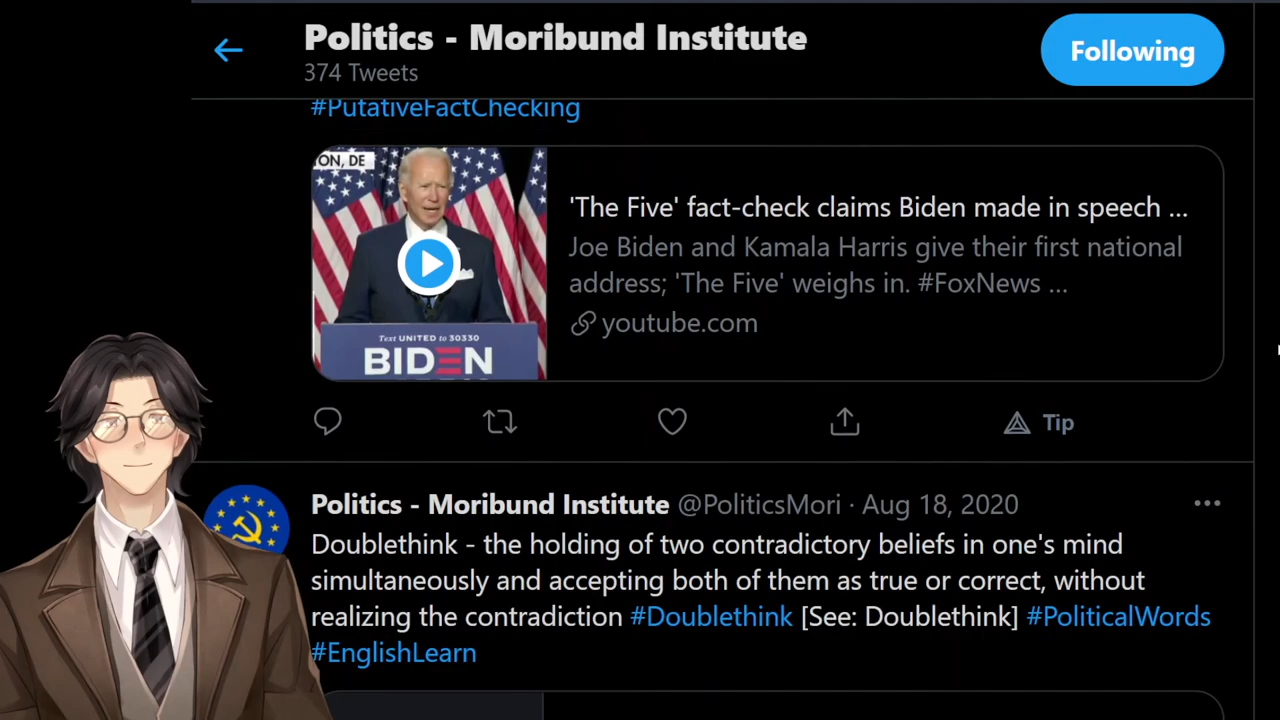 Politics - Moribund Institute
374 Tweets
Following
#PutativeFactChecking
ON, DE
Text UNITED to 30330
BIDEN
'The Five' fact-check claims Biden made in speech ...
Joe Biden and Kamala Harris give their first national
address; 'The Five' weighs in. #FoxNews ...
youtube.com
Tip
Politics - Moribund Institute @PoliticsMori · Aug 18, 2020
Doublethink - the holding of two contradictory beliefs in one's mind
simultaneously and accepting both of them as true or correct, without
realizing the contradiction #Doublethink [See: Doublethink] #PoliticalWords
#EnglishLearn